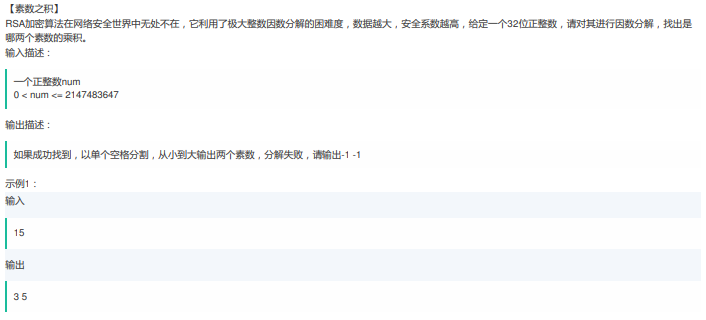 【素数之积】
RSA加密算法在网络安全世界中无处不在，它利用了极大整数因数分解的困难度，数据越大，安全系数越高，给定一个32位正整数，请对其进行因数分解，找出是
哪两个素数的乘积。
输入描述：
一个正整数num
0 < num <= 2147483647
输出描述：
如果成功找到，以单个空格分割，从小到大输出两个素数，分解失败，请输出-1 -1
示例1：
输入
15
输出
3 5